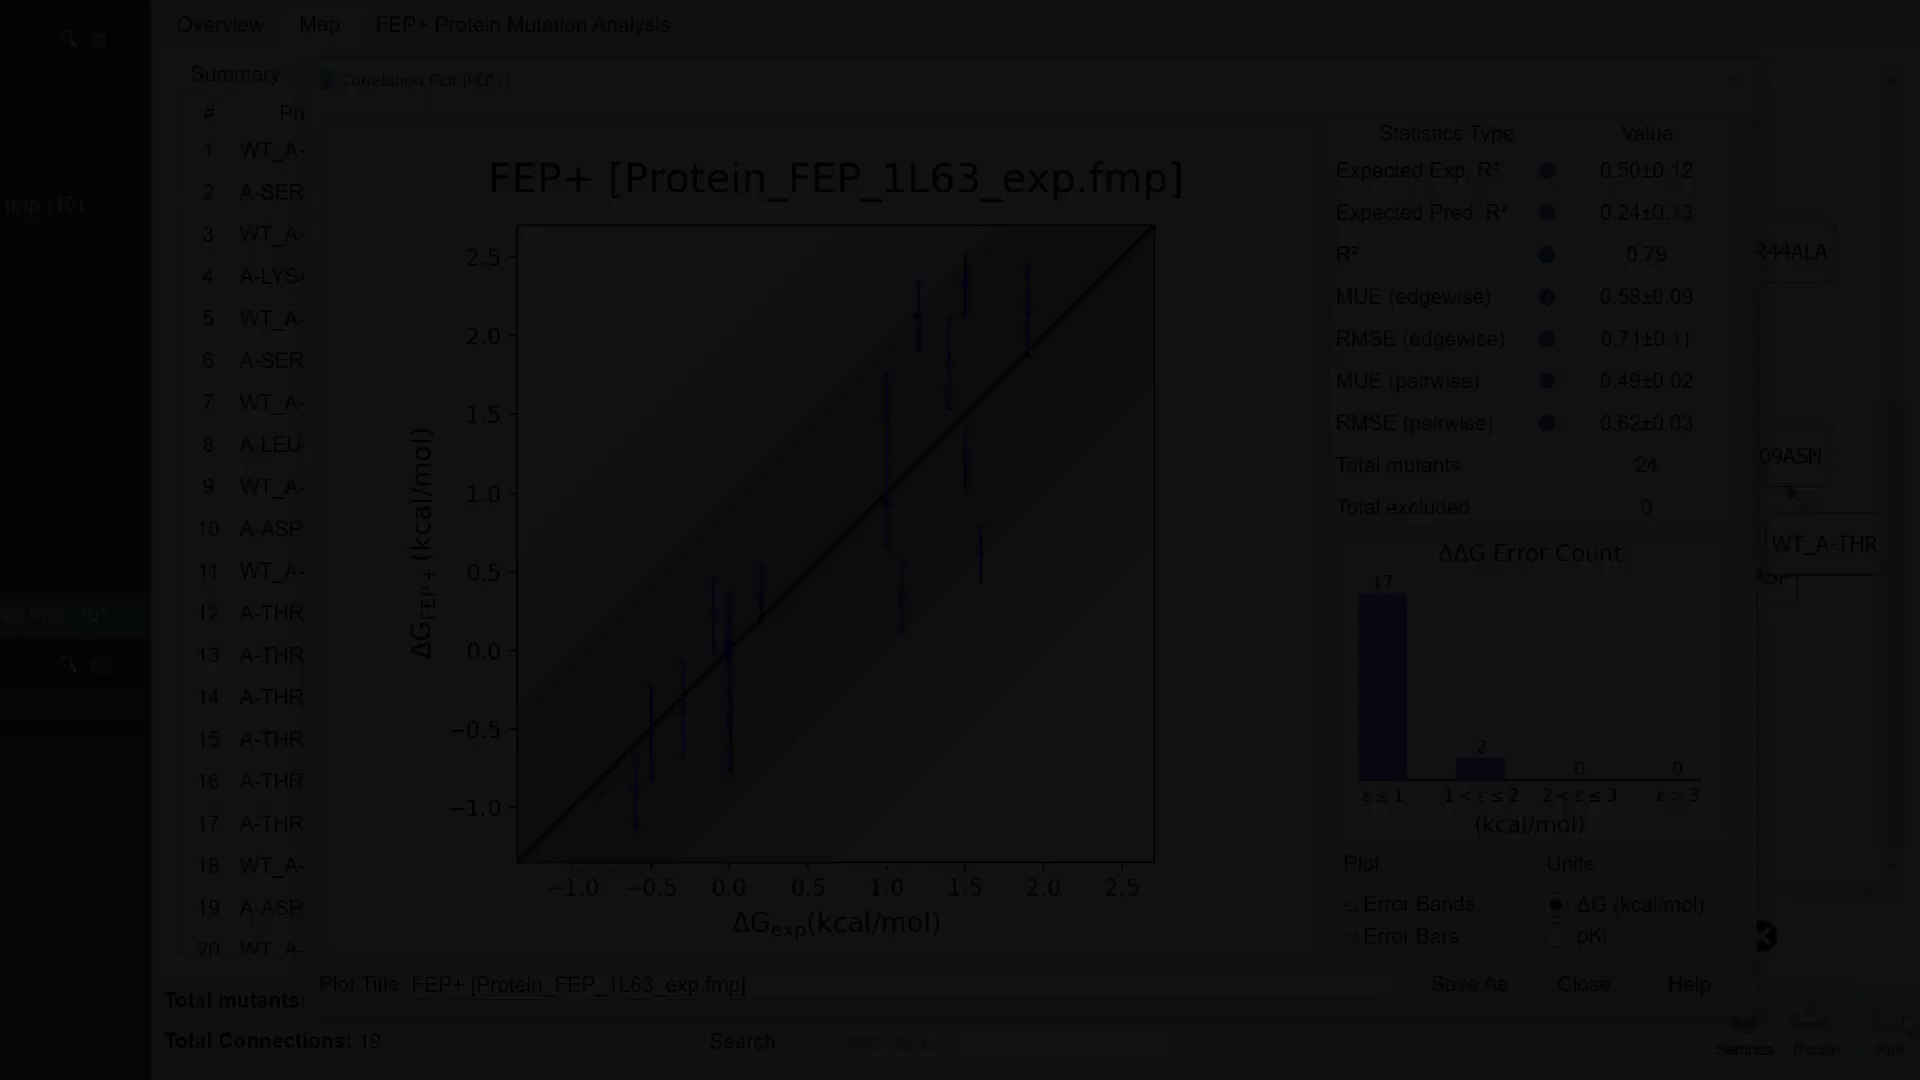 Overview Map FEP+ Protein Mutation Analysis
Summary
Correlation Plot (FEP+)
# Pr
1 WT_A-
2 A-SER
3 WT_A-
4 A-LYS
5 WT_A-
6 A-SER
7 WT_A-
8 A-LEU
9 WT_A-
10 A-ASP
11 WT_A-
12 A-THR
13 A-THR
14 A-THR
15 A-THR
16 A-THR
17 A-THR
18 WT_A-
19 A-ASP
20 WT_A-
Total mutants:
Total Connections: 19
Search:
FEP+ [Protein_FEP_1L63_exp.fmp]
2.5
2.0
1.5
1.0
0.5
0.0
−0.5
−1.0
ΔG_FEP+ (kcal/mol)
−1.0 −0.5 0.0 0.5 1.0 1.5 2.0 2.5
ΔG_exp(kcal/mol)
Statistics Type Value
Expected Exp. R² 0.50±0.12
Expected Pred. R² 0.24±0.13
R² 0.79
MUE (edgewise) 0.58±0.09
RMSE (edgewise) 0.71±0.11
MUE (pairwise) 0.49±0.02
RMSE (pairwise) 0.62±0.03
Total mutants 24
Total excluded 0
ΔΔG Error Count
17
2
0
0
ε ≤ 1 1 < ε ≤ 2 2 < ε ≤ 3 ε > 3
(kcal/mol)
Plot Units
Error Bands ΔG (kcal/mol)
Error Bars pKi
Plot Title: FEP+ [Protein_FEP_1L63_exp.fmp]
Save As... Close Help
R44ALA
09ASN
WT_A-THR
Settings Export Plot